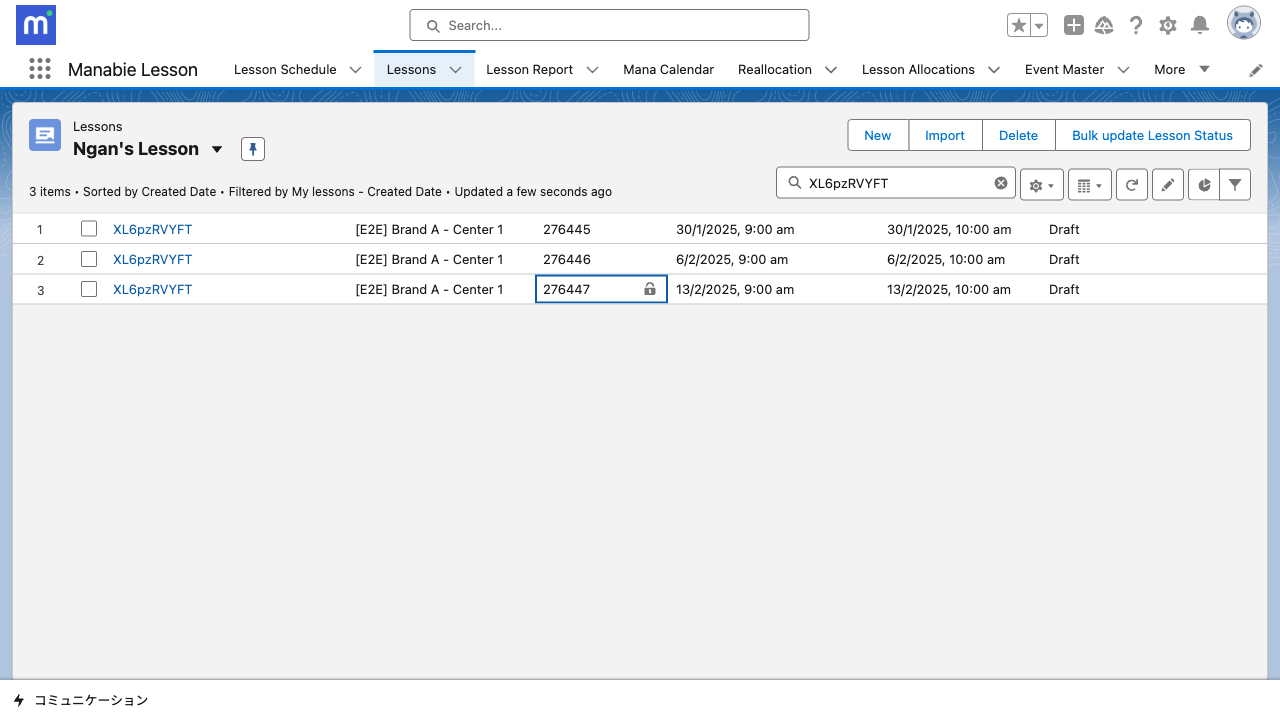 m
Search...
Manabie Lesson
Lesson Schedule
Lessons
Lesson Report
Mana Calendar
Reallocation
Lesson Allocations
Event Master
More
Lessons
Ngan's Lesson
New
Import
Delete
Bulk update Lesson Status
3 items • Sorted by Created Date • Filtered by My lessons - Created Date • Updated a few seconds ago
XL6pzRVYFT
1 XL6pzRVYFT [E2E] Brand A - Center 1 276445 30/1/2025, 9:00 am 30/1/2025, 10:00 am Draft
2 XL6pzRVYFT [E2E] Brand A - Center 1 276446 6/2/2025, 9:00 am 6/2/2025, 10:00 am Draft
3 XL6pzRVYFT [E2E] Brand A - Center 1 276447 13/2/2025, 9:00 am 13/2/2025, 10:00 am Draft
コミュニケーション